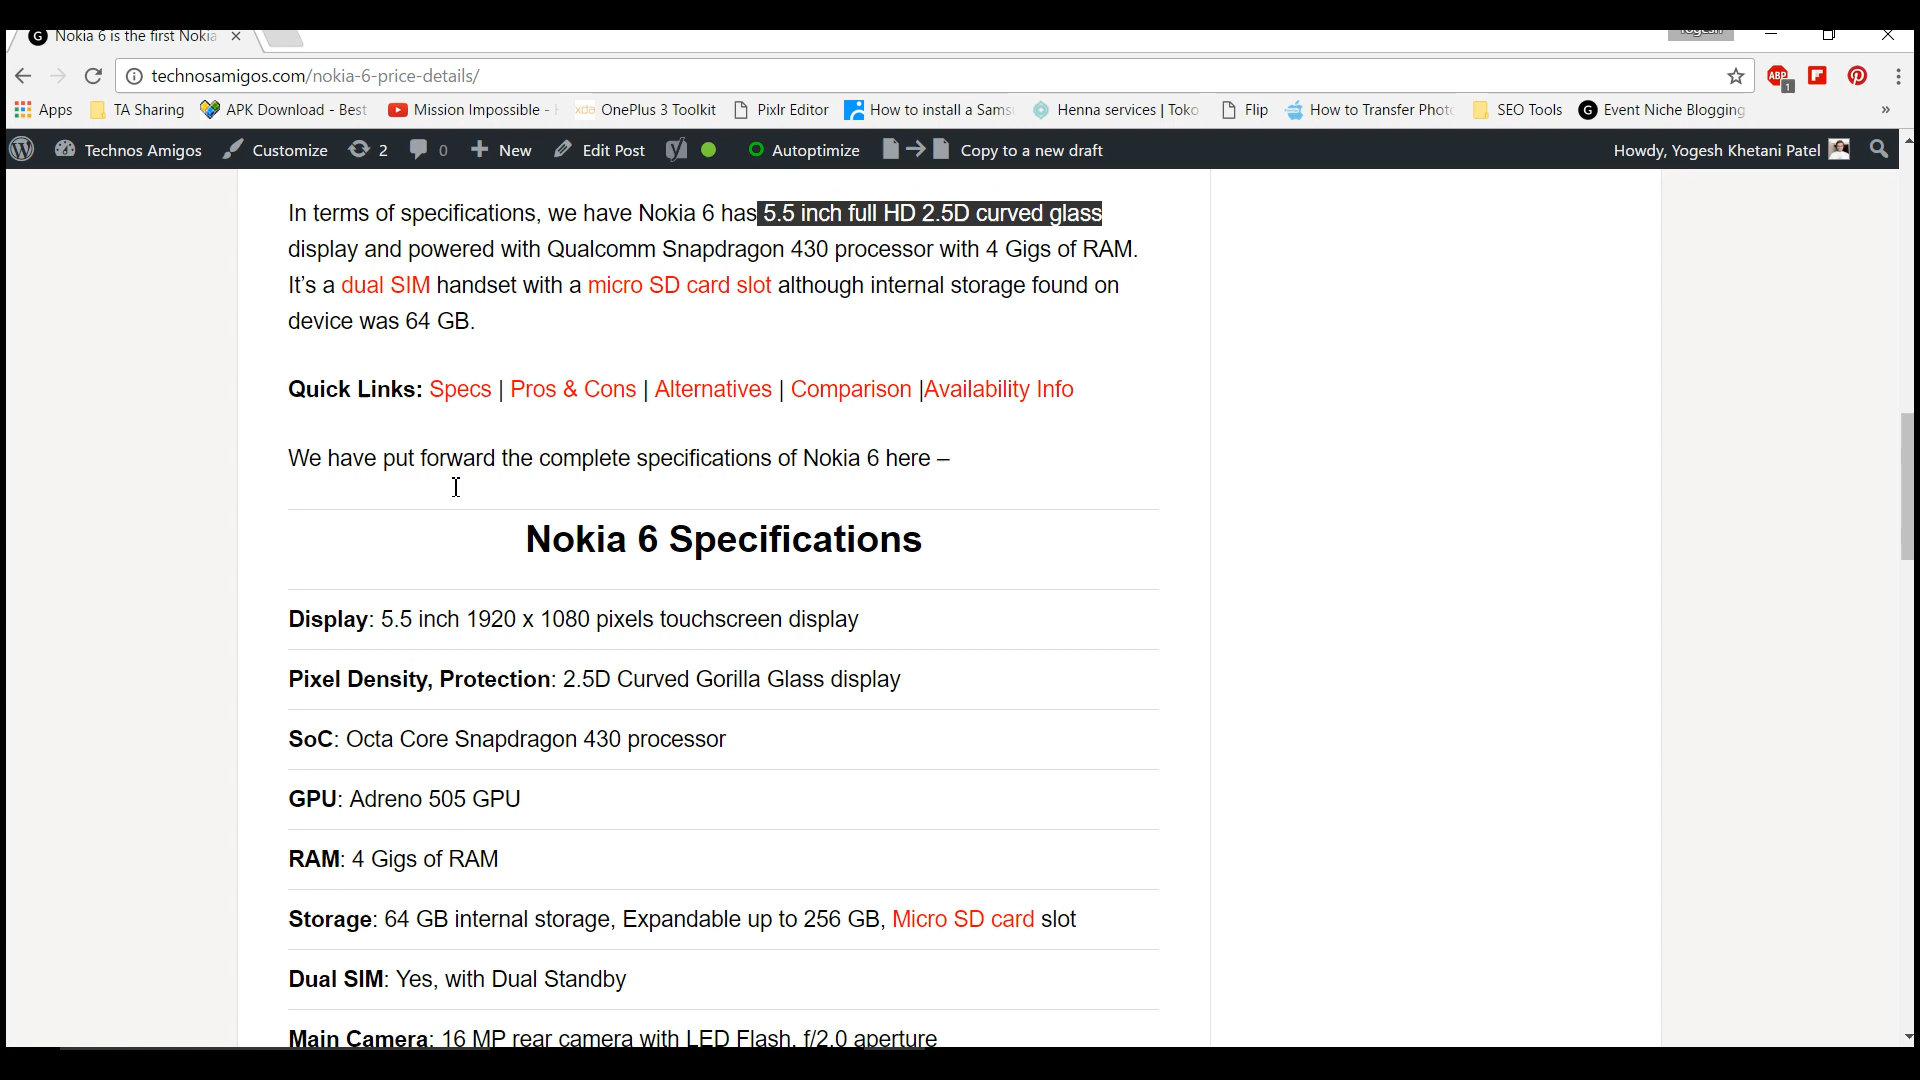 Nokia 6 is the first Nokia
Yogesh
technosamigos.com/nokia-6-price-details/
ABP
1
Apps TA Sharing APK Download - Best Mission Impossible - xda OnePlus 3 Toolkit Pixlr Editor How to install a Sams Henna services | Toko Flip How to Transfer Phot SEO Tools Event Niche Blogging »
Technos Amigos Customize 2 0 New Edit Post Autoptimize Copy to a new draft Howdy, Yogesh Khetani Patel
In terms of specifications, we have Nokia 6 has 5.5 inch full HD 2.5D curved glass
display and powered with Qualcomm Snapdragon 430 processor with 4 Gigs of RAM.
It’s a dual SIM handset with a micro SD card slot although internal storage found on
device was 64 GB.
Quick Links: Specs | Pros & Cons | Alternatives | Comparison |Availability Info
We have put forward the complete specifications of Nokia 6 here –
Nokia 6 Specifications
Display: 5.5 inch 1920 x 1080 pixels touchscreen display
Pixel Density, Protection: 2.5D Curved Gorilla Glass display
SoC: Octa Core Snapdragon 430 processor
GPU: Adreno 505 GPU
RAM: 4 Gigs of RAM
Storage: 64 GB internal storage, Expandable up to 256 GB, Micro SD card slot
Dual SIM: Yes, with Dual Standby
Main Camera: 16 MP rear camera with LED Flash, f/2.0 aperture